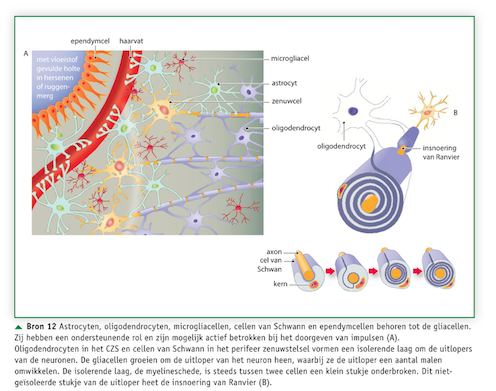 ependymcel
haarvat
A
met vloeistof
gevulde holte
in hersenen
of ruggen-
merg
microgliacel
astrocyt
zenuwcel
oligodendrocyt
B
oligodendrocyt
insnoering
van Ranvier
axon
cel van
Schwan
kern
▲ Bron 12 Astrocyten, oligodendrocyten, microgliacellen, cellen van Schwann en ependymcellen behoren tot de gliacellen.
Zij hebben een ondersteunende rol en zijn mogelijk actief betrokken bij het doorgeven van impulsen (A).
Oligodendrocyten in het CZS en cellen van Schwann in het perifeer zenuwstelsel vormen een isolerende laag om de uitlopers
van de neuronen. De gliacellen groeien om de uitloper van het neuron heen, waarbij ze de uitloper een aantal malen
omwikkelen. De isolerende laag, de myelineschede, is steeds tussen twee cellen een klein stukje onderbroken. Dit niet-
geïsoleerde stukje van de uitloper heet de insnoering van Ranvier (B).